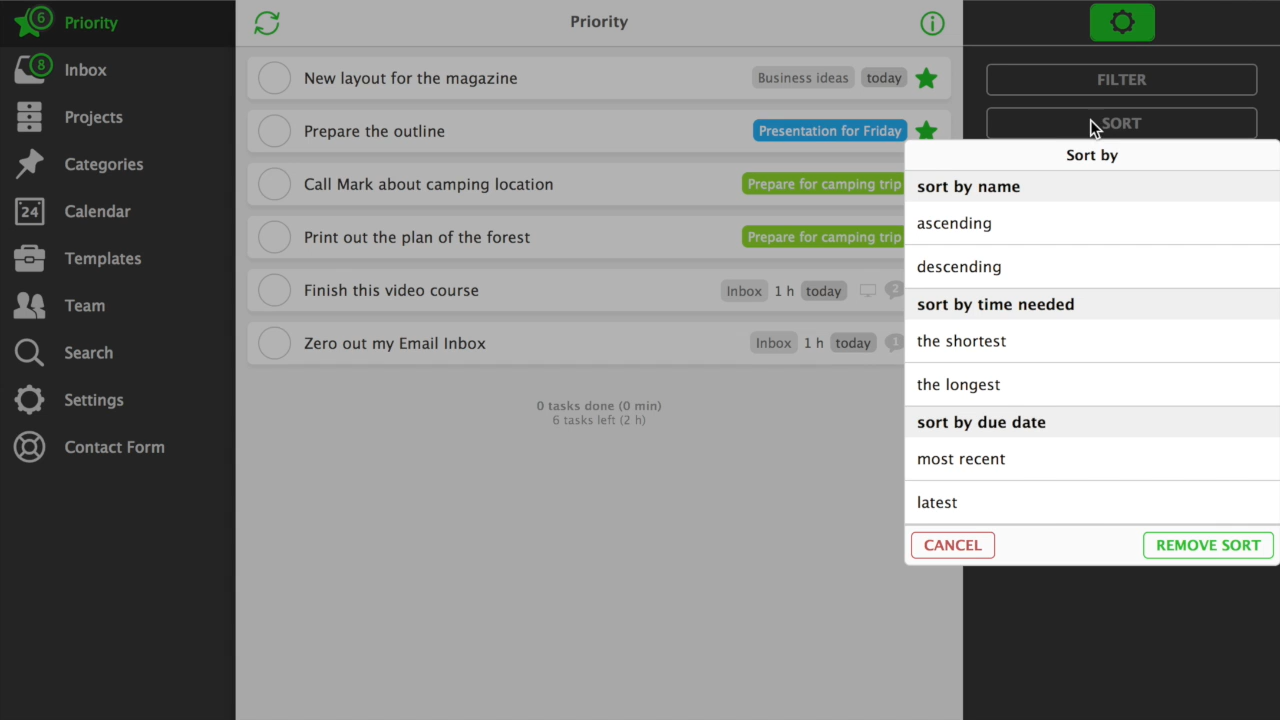 6
Priority
8
Inbox
Projects
Categories
24
Calendar
Templates
Team
Search
Settings
Contact Form
Priority
New layout for the magazine Business ideas today
Prepare the outline Presentation for Friday
Call Mark about camping location Prepare for camping trip
Print out the plan of the forest Prepare for camping trip
Finish this video course Inbox 1 h today 2
Zero out my Email Inbox Inbox 1 h today 1
0 tasks done (0 min)
6 tasks left (2 h)
FILTER
SORT
Sort by
sort by name
ascending
descending
sort by time needed
the shortest
the longest
sort by due date
most recent
latest
CANCEL REMOVE SORT